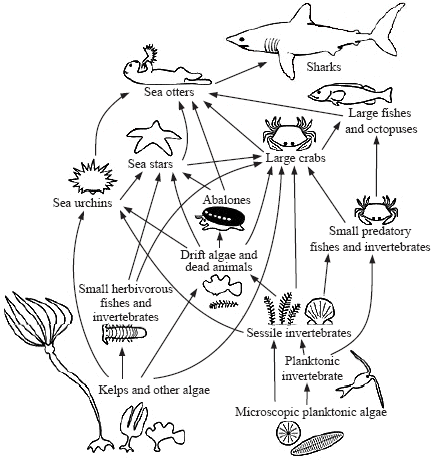 Sharks
Sea otters
Large fishes
and octopuses
Sea stars
Large crabs
Sea urchins
Abalones
Small predatory
fishes and invertebrates
Drift algae and
dead animals
Small herbivorous
fishes and
invertebrates
Sessile invertebrates
Planktonic
invertebrate
Kelps and other algae
Microscopic planktonic algae